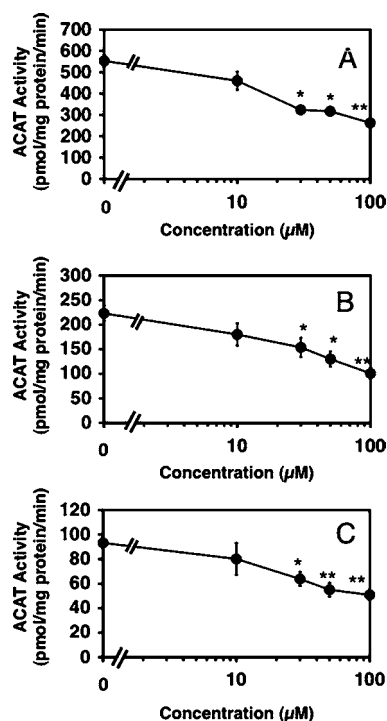 700
600
500
400
300
200
100
0
ACAT Activity
(pmol/mg protein/min)
A
* * **
0 10 100
Concentration (µM)
300
250
200
150
100
50
0
ACAT Activity
(pmol/mg protein/min)
B
* * **
0 10 100
Concentration (µM)
120
100
80
60
40
20
0
ACAT Activity
(pmol/mg protein/min)
C
* ** **
0 10 100
Concentration (µM)